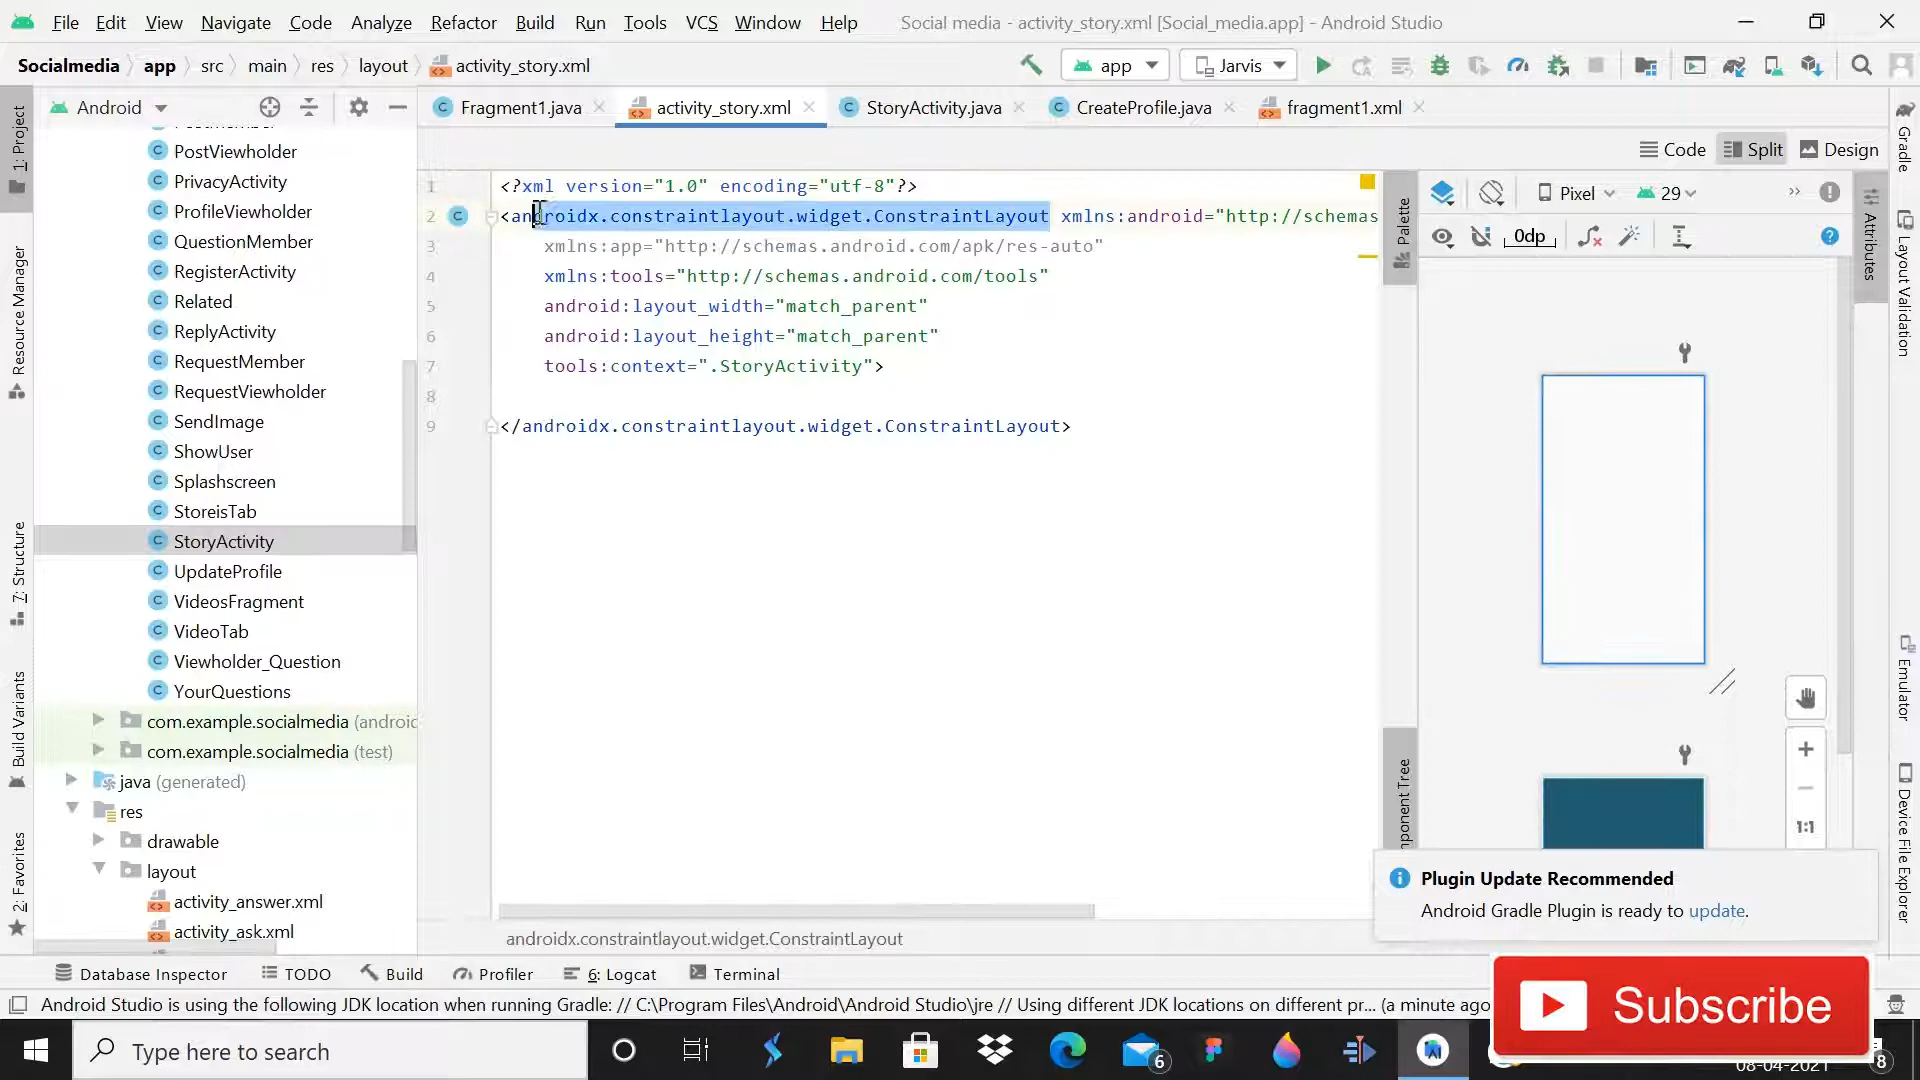 File Edit View Navigate Code Analyze Refactor Build Run Tools VCS Window Help Social media - activity_story.xml [Social_media.app] - Android Studio
Socialmedia app src main res layout activity_story.xml app Jarvis
Android Fragment1.java activity_story.xml StoryActivity.java CreateProfile.java fragment1.xml
Code Split Design
1: Project
Resource Manager
7: Structure
Build Variants
2: Favorites
PostViewholder
PrivacyActivity
ProfileViewholder
QuestionMember
RegisterActivity
Related
ReplyActivity
RequestMember
RequestViewholder
SendImage
ShowUser
Splashscreen
StoreisTab
StoryActivity
UpdateProfile
VideosFragment
VideoTab
Viewholder_Question
YourQuestions
com.example.socialmedia (androic
com.example.socialmedia (test)
java (generated)
res
drawable
layout
activity_answer.xml
activity_ask.xml
1 <?xml version="1.0" encoding="utf-8"?>
2 <androidx.constraintlayout.widget.ConstraintLayout xmlns:android="http://schemas
3 xmlns:app="http://schemas.android.com/apk/res-auto"
4 xmlns:tools="http://schemas.android.com/tools"
5 android:layout_width="match_parent"
6 android:layout_height="match_parent"
7 tools:context=".StoryActivity">
8
9 </androidx.constraintlayout.widget.ConstraintLayout>
androidx.constraintlayout.widget.ConstraintLayout
Palette
ponent Tree
Pixel 29
0dp
1:1
Attributes
Gradle
Layout Validation
Emulator
Device File Explorer
Plugin Update Recommended
Android Gradle Plugin is ready to update.
Database Inspector TODO Build Profiler 6: Logcat Terminal
Android Studio is using the following JDK location when running Gradle: // C:\Program Files\Android\Android Studio\jre // Using different JDK locations on different pr... (a minute ago
Subscribe
Type here to search
6
08-04-2021
8